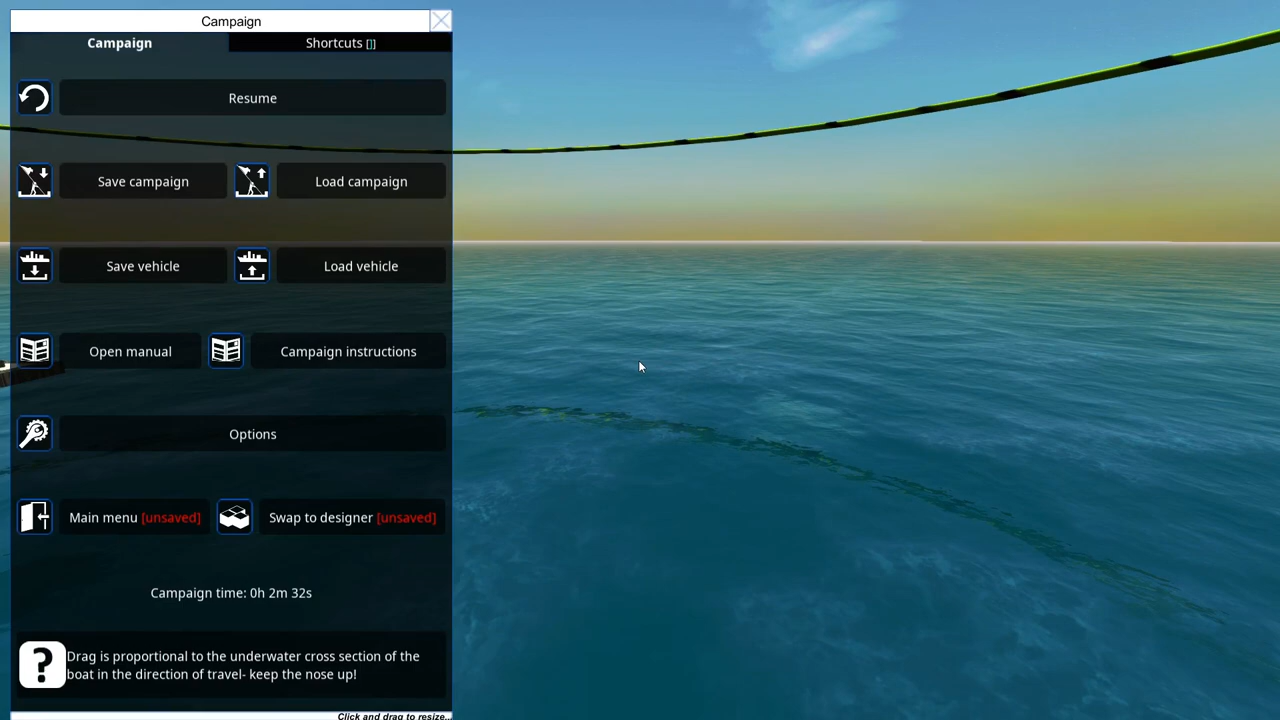 Campaign
Campaign
Shortcuts []]
Resume
Save campaign
Load campaign
Save vehicle
Load vehicle
Open manual
Campaign instructions
Options
Main menu [unsaved]
Swap to designer [unsaved]
Campaign time: 0h 2m 32s
Drag is proportional to the underwater cross section of the
boat in the direction of travel- keep the nose up!
Click and drag to resize...